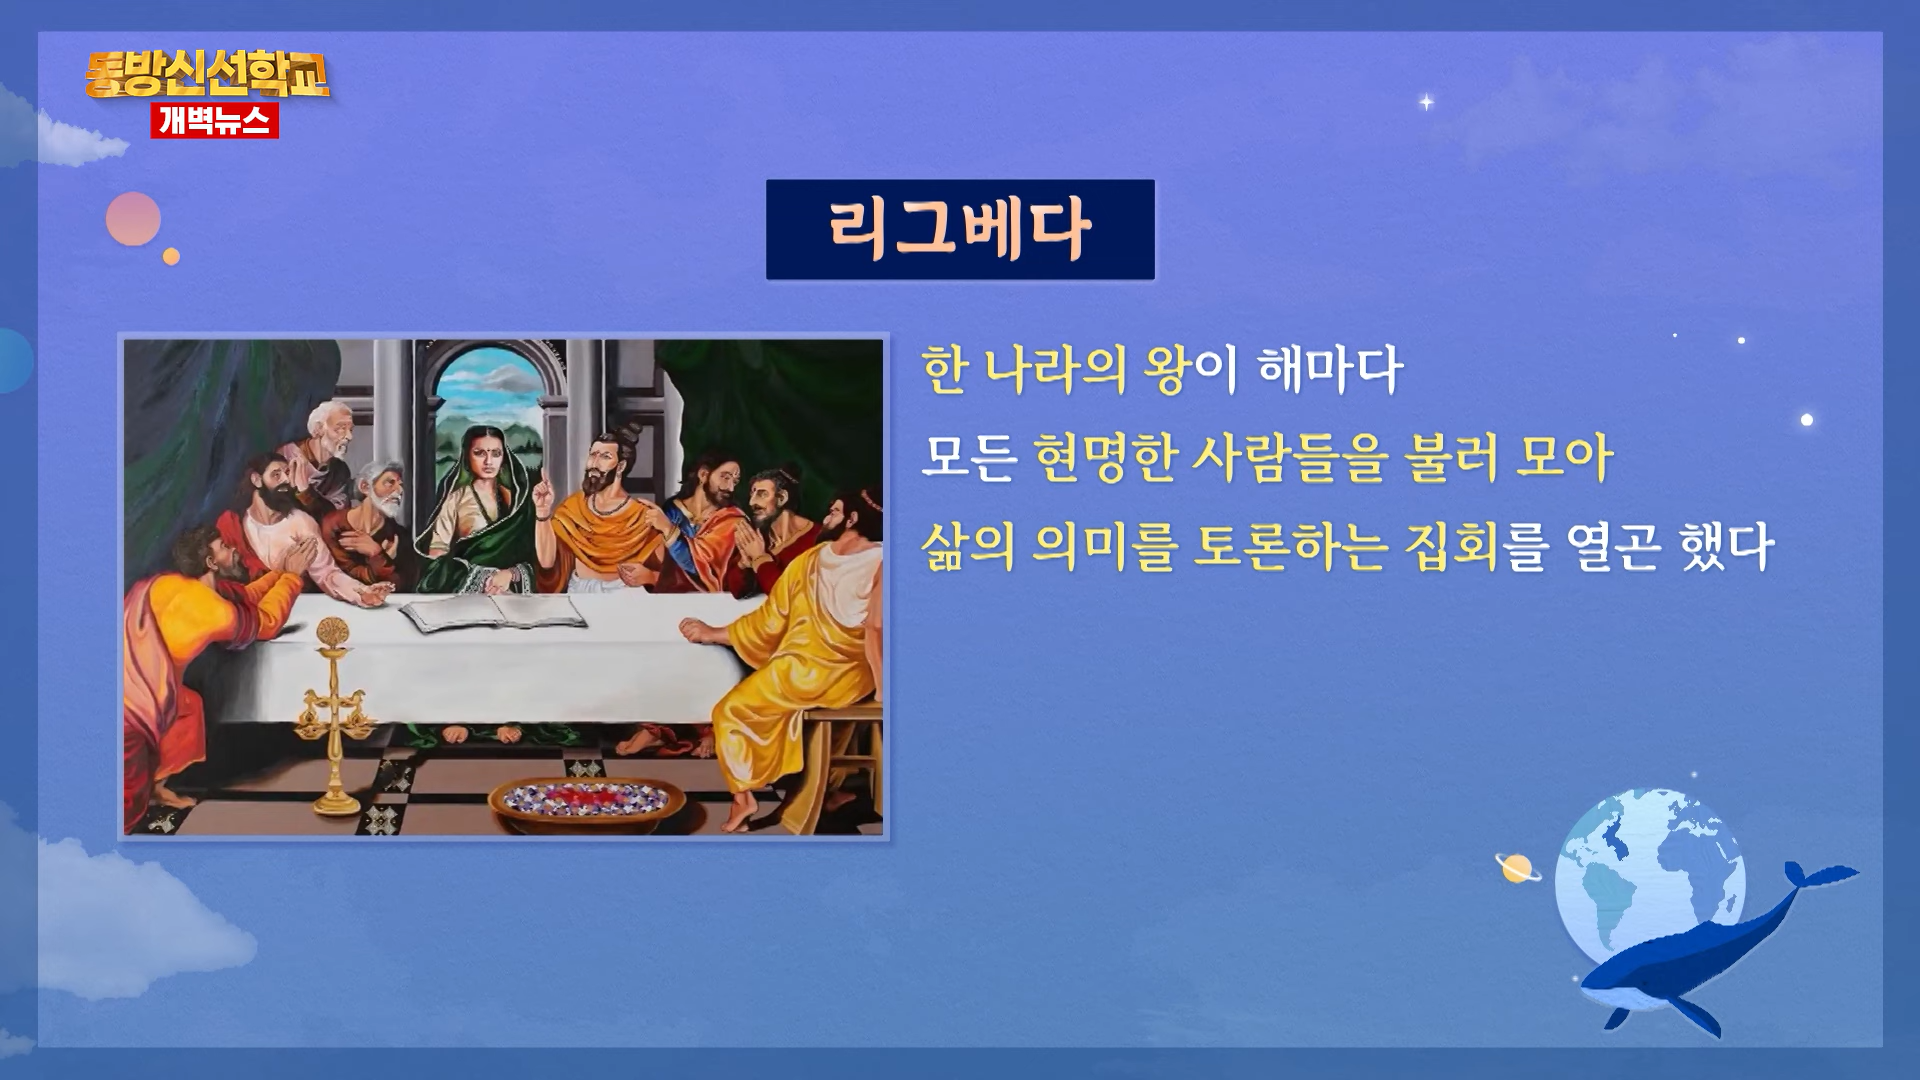 동방신선학교
개벽뉴스
리그베다
한 나라의 왕이 해마다
모든 현명한 사람들을 불러 모아
삶의 의미를 토론하는 집회를 열곤 했다